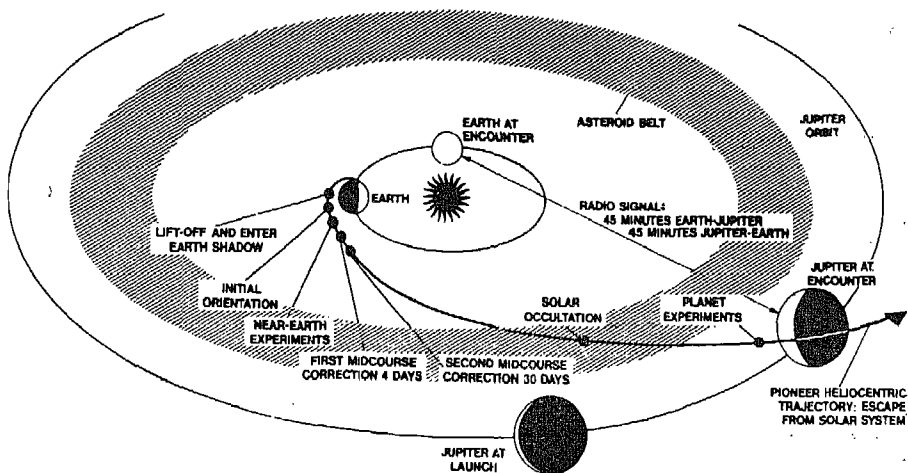 EARTH AT
ENCOUNTER
ASTEROID BELT
JUPITER
ORBIT
EARTH
RADIO SIGNAL:
45 MINUTES EARTH-JUPITER
45 MINUTES JUPITER-EARTH
LIFT-OFF AND ENTER
EARTH SHADOW
INITIAL
ORIENTATION
NEAR-EARTH
EXPERIMENTS
FIRST MIDCOURSE
CORRECTION 4 DAYS
SECOND MIDCOURSE
CORRECTION 30 DAYS
SOLAR
OCCULTATION
PLANET
EXPERIMENTS
JUPITER AT
ENCOUNTER
PIONEER HELIOCENTRIC
TRAJECTORY: ESCAPE
FROM SOLAR SYSTEM
JUPITER AT
LAUNCH